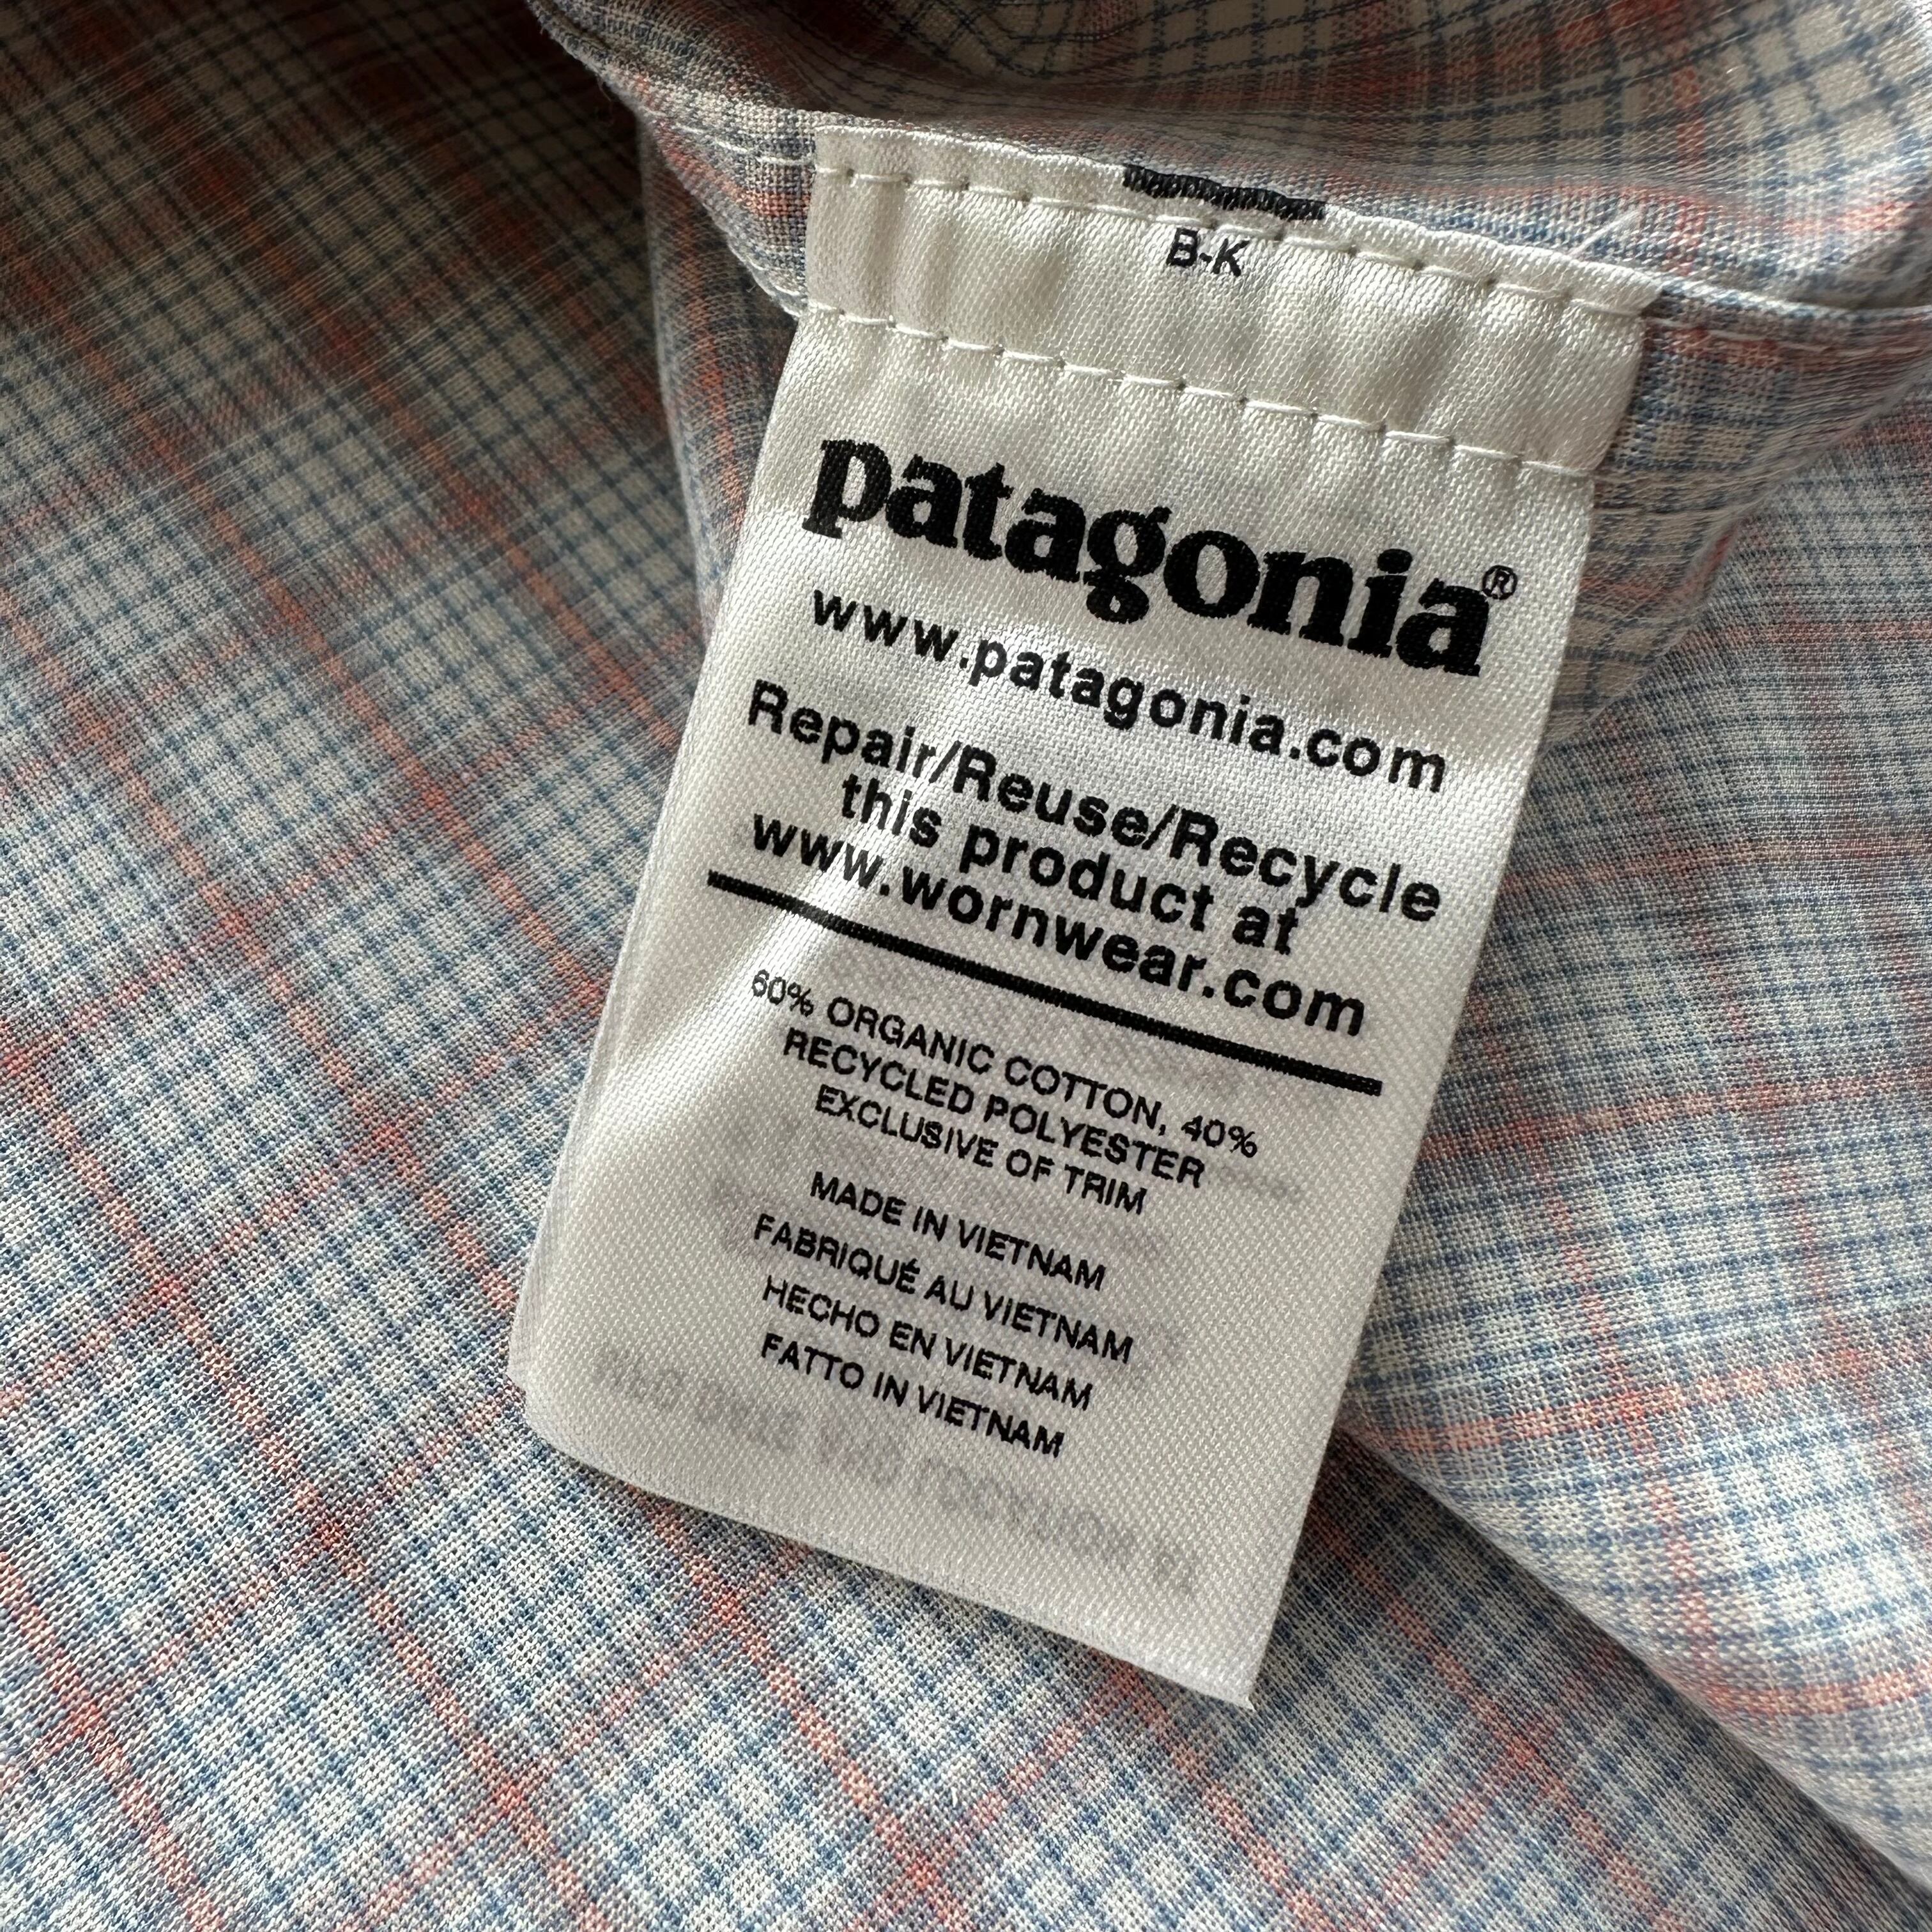 B-K
patagonia®
www.patagonia.com
Repair/Reuse/Recycle
this product at
www.wornwear.com
60% ORGANIC COTTON, 40%
RECYCLED POLYESTER
EXCLUSIVE OF TRIM
MADE IN VIETNAM
FABRIQUÉ AU VIETNAM
HECHO EN VIETNAM
FATTO IN VIETNAM